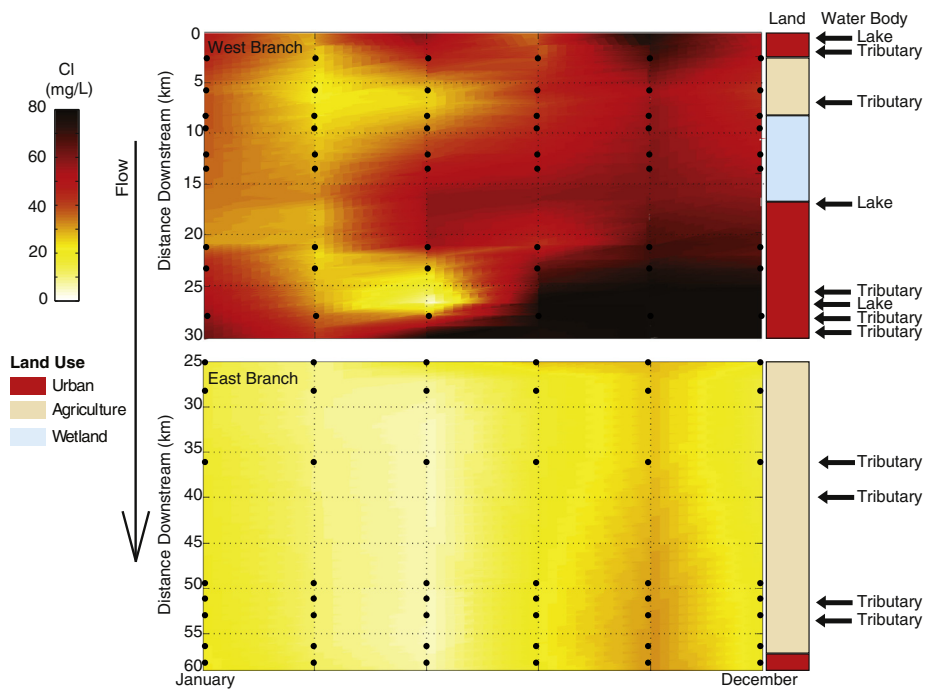 Land
Water Body
Cl
(mg/L)
80
60
40
20
0
Flow
Distance Downstream (km)
0
5
10
15
20
25
30
West Branch
Lake
Tributary
Tributary
Lake
Tributary
Lake
Tributary
Tributary
Land Use
Urban
Agriculture
Wetland
Distance Downstream (km)
25
30
35
40
45
50
55
60
East Branch
Tributary
Tributary
Tributary
Tributary
January
December